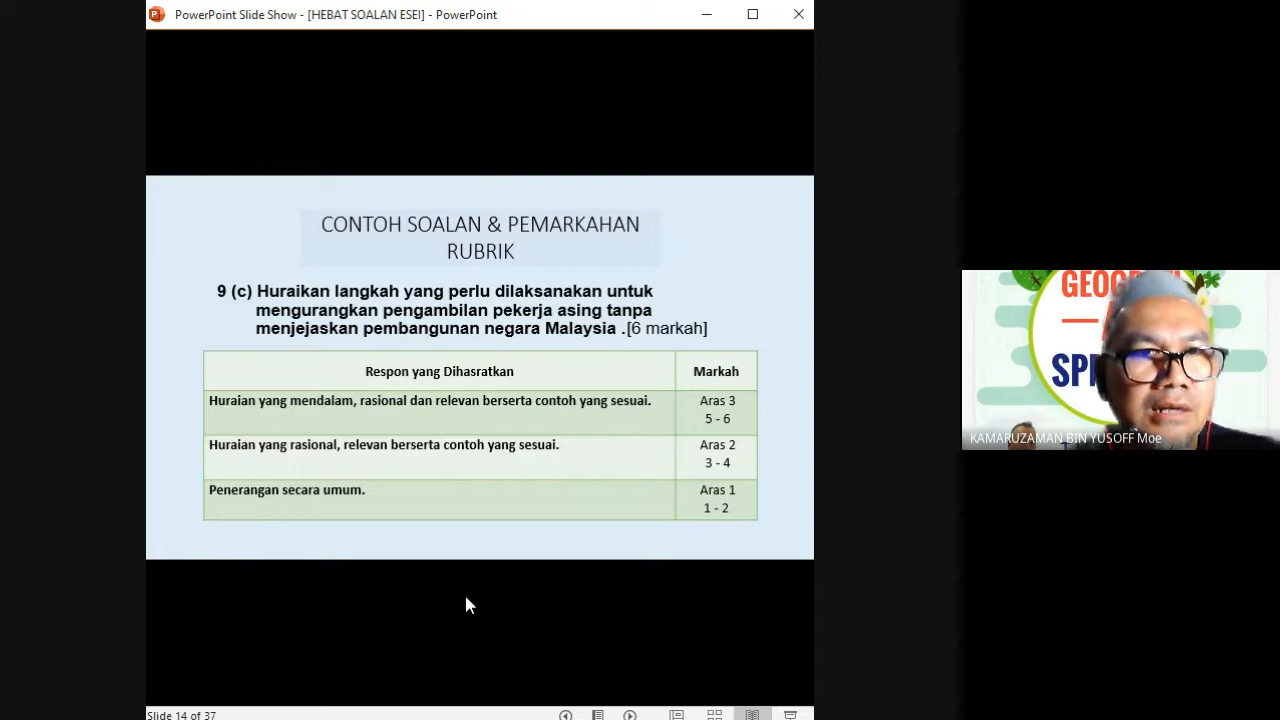 PowerPoint Slide Show - [HEBAT SOALAN ESEI] - PowerPoint
CONTOH SOALAN & PEMARKAHAN
RUBRIK
9 (c) Huraikan langkah yang perlu dilaksanakan untuk
mengurangkan pengambilan pekerja asing tanpa
menjejaskan pembangunan negara Malaysia .[6 markah]
Respon yang Dihasratkan
Markah
Huraian yang mendalam, rasional dan relevan berserta contoh yang sesuai.
Aras 3
5 - 6
Huraian yang rasional, relevan berserta contoh yang sesuai.
Aras 2
3 - 4
Penerangan secara umum.
Aras 1
1 - 2
Slide 14 of 37
KAMARUZAMAN BIN YUSOFF Moe